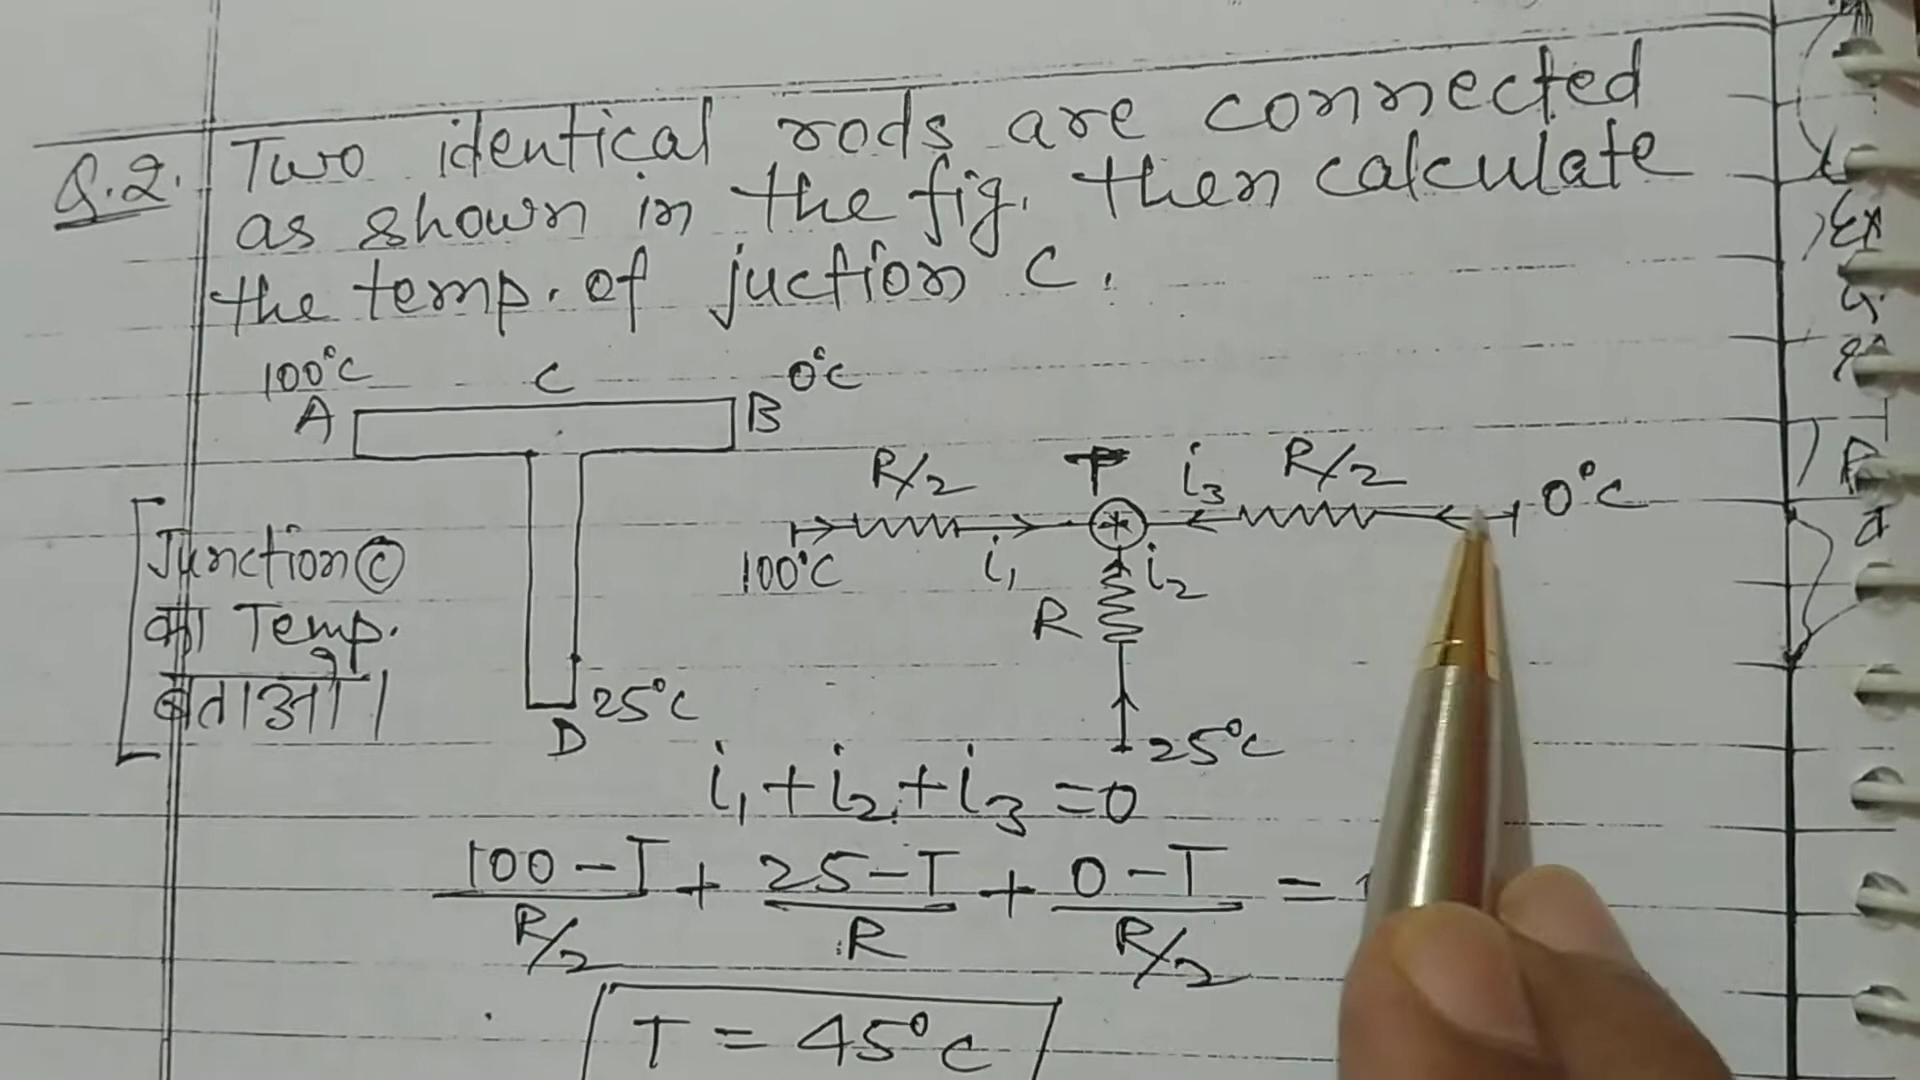 Q.2. Two identical rods are connected
as shown in the fig. then calculate
the temp. of juction C.
100°C C 0°C
A B
R/2 T i3 R/2 0°C
100°C i1 i2
R
Junction Ⓒ
का Temp.
बताओ।
25°C
D
25°C
i1 + i2 + i3 = 0
100 - T + 25 - T + 0 - T =
R/2 R R/2
T = 45°C
Ex